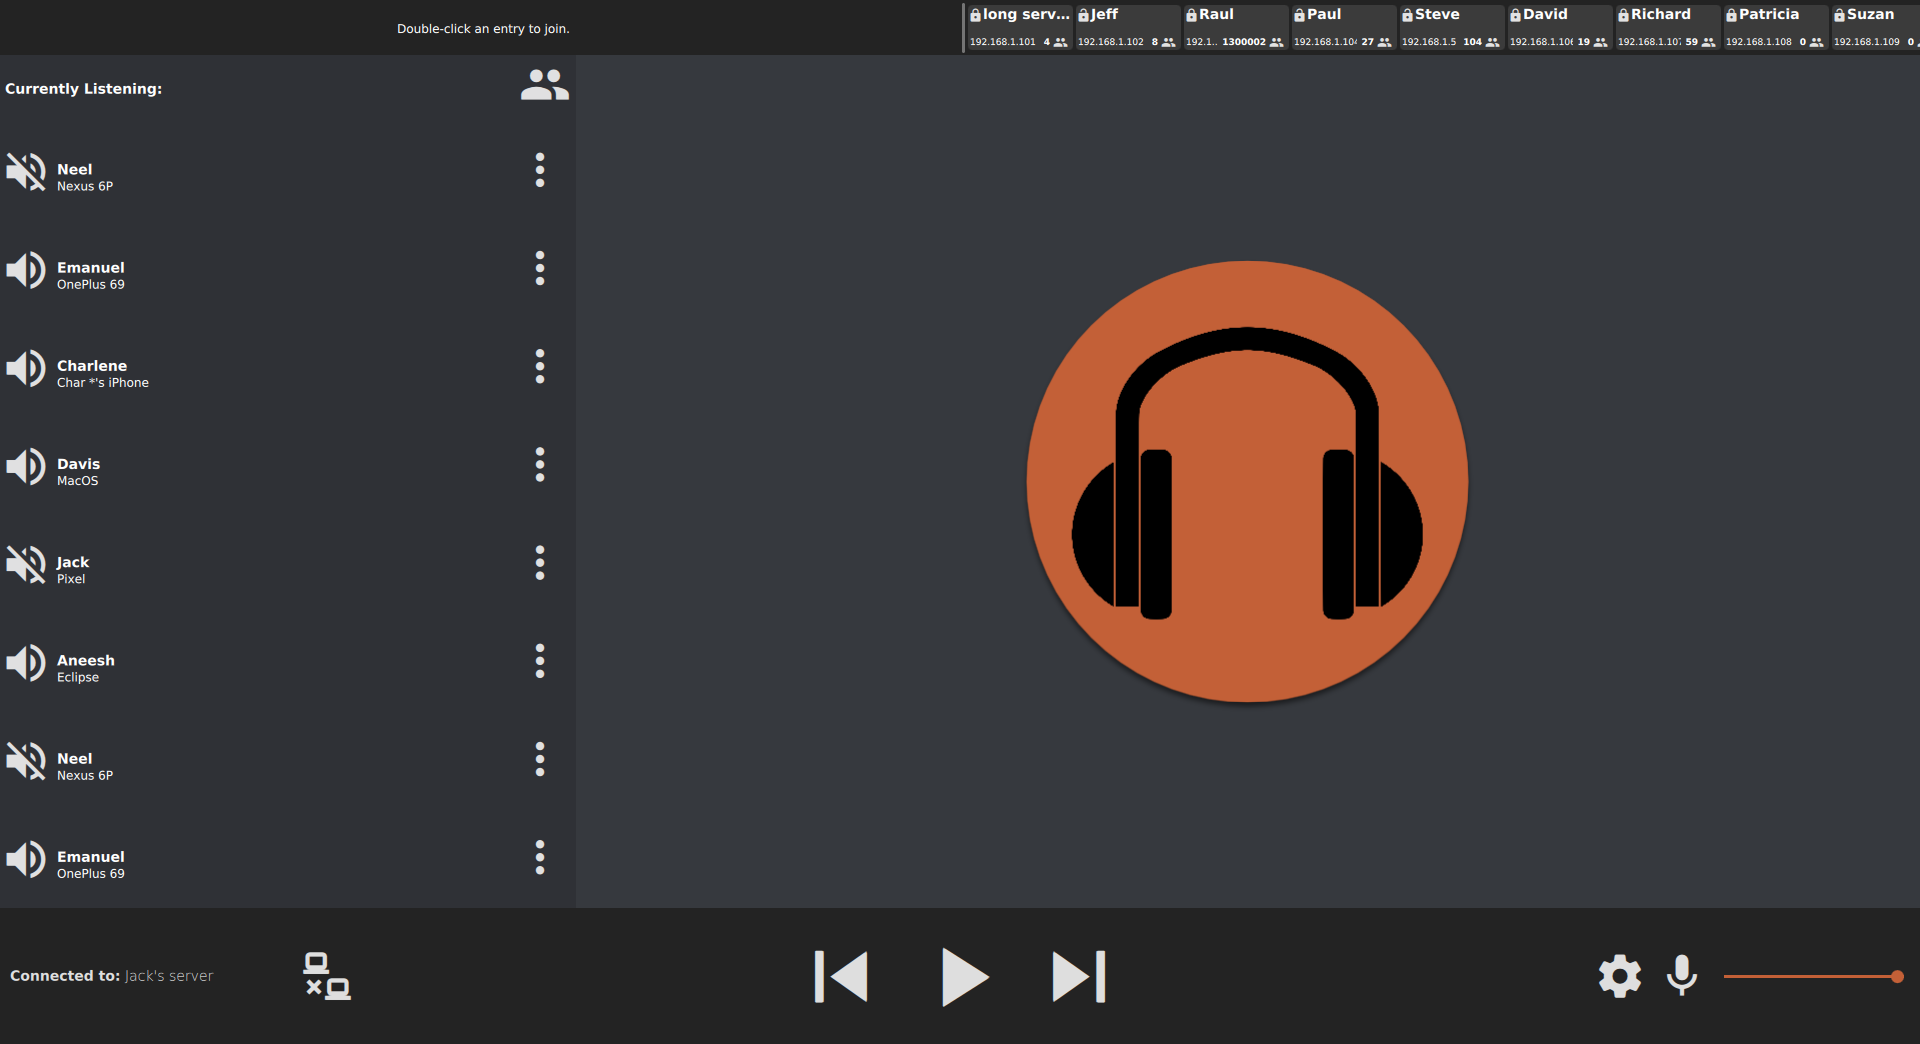 Double-click an entry to join.
long serv...
192.168.1.101 4
Jeff
192.168.1.102 8
Raul
192.1.. 1300002
Paul
192.168.1.104 27
Steve
192.168.1.5 104
David
192.168.1.106 19
Richard
192.168.1.107 59
Patricia
192.168.1.108 0
Suzan
192.168.1.109 0
Currently Listening:
Neel
Nexus 6P
Emanuel
OnePlus 69
Charlene
Char *'s iPhone
Davis
MacOS
Jack
Pixel
Aneesh
Eclipse
Neel
Nexus 6P
Emanuel
OnePlus 69
Connected to: Jack's server